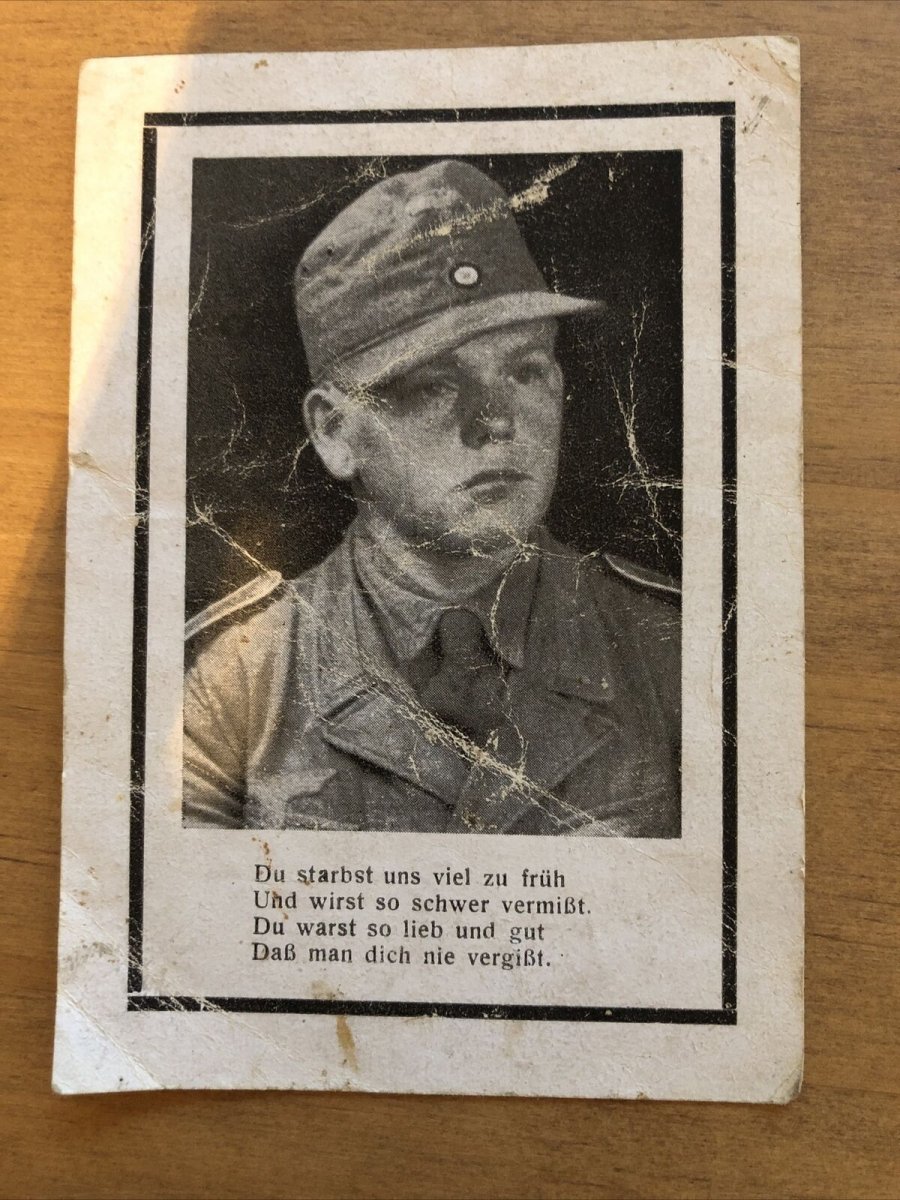 Du starbst uns viel zu früh
Und wirst so schwer vermißt.
Du warst so lieb und gut
Daß man dich nie vergißt.